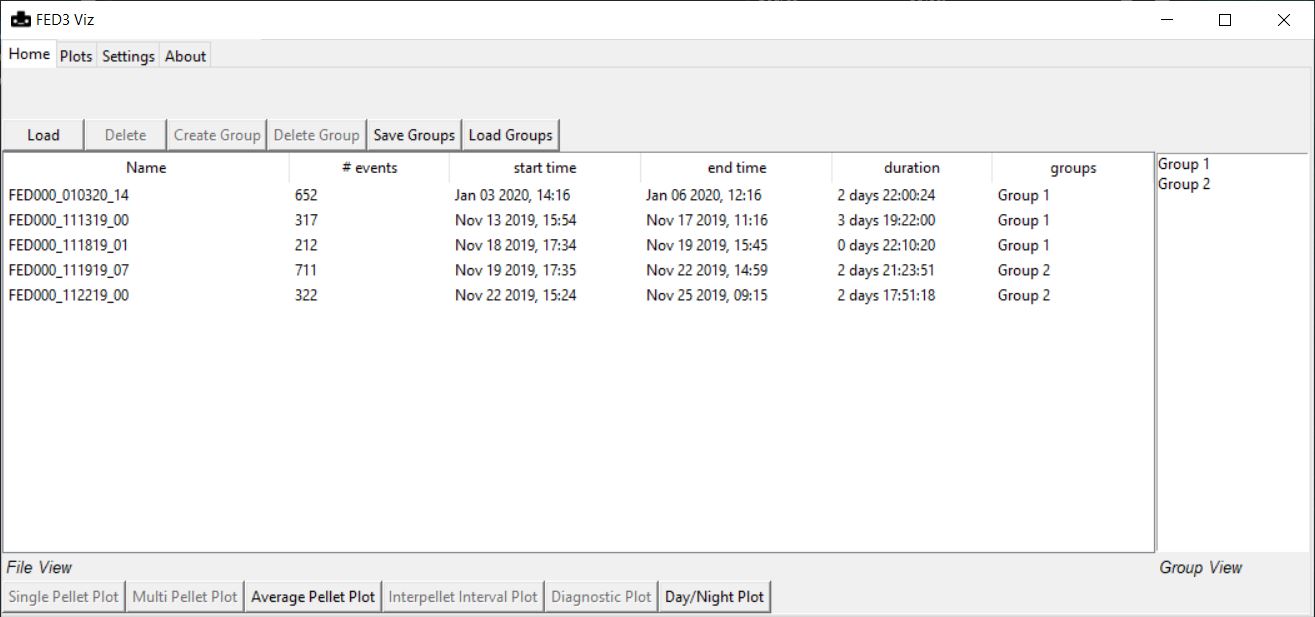 FED3 Viz
Home Plots Settings About
Load Delete Create Group Delete Group Save Groups Load Groups
Name # events start time end time duration groups
FED000_010320_14 652 Jan 03 2020, 14:16 Jan 06 2020, 12:16 2 days 22:00:24 Group 1
FED000_111319_00 317 Nov 13 2019, 15:54 Nov 17 2019, 11:16 3 days 19:22:00 Group 1
FED000_111819_01 212 Nov 18 2019, 17:34 Nov 19 2019, 15:45 0 days 22:10:20 Group 1
FED000_111919_07 711 Nov 19 2019, 17:35 Nov 22 2019, 14:59 2 days 21:23:51 Group 2
FED000_112219_00 322 Nov 22 2019, 15:24 Nov 25 2019, 09:15 2 days 17:51:18 Group 2
Group 1
Group 2
File View
Group View
Single Pellet Plot Multi Pellet Plot Average Pellet Plot Interpellet Interval Plot Diagnostic Plot Day/Night Plot